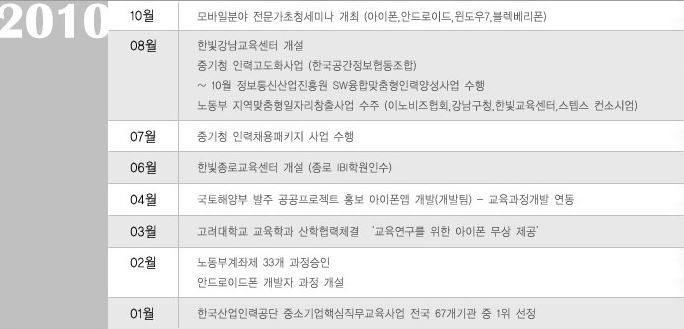 2010
10월 모바일분야 전문가초청세미나 개최 (아이폰,안드로이드,윈도우7,블렉베리폰)
08월 한빛강남교육센터 개설
중기청 인력고도화사업 (한국공간정보협동조합)
~ 10월 정보통신산업진흥원 SW융합맞춤형인력양성사업 수행
노동부 지역맞춤형일자리창출사업 수주 (이노비즈협회,강남구청,한빛교육센터,스텝스 컨소시엄)
07월 중기청 인력채용패키지 사업 수행
06월 한빛종로교육센터 개설 (종로 IBI학원인수)
04월 국토해양부 발주 공공프로젝트 홍보 아이폰앱 개발(개발팀) - 교육과정개발 연동
03월 고려대학교 교육학과 산학협력체결 '교육연구를 위한 아이폰 무상 제공'
02월 노동부계좌제 33개 과정승인
안드로이드폰 개발자 과정 개설
01월 한국산업인력공단 중소기업핵심직무교육사업 전국 67개기관 중 1위 선정